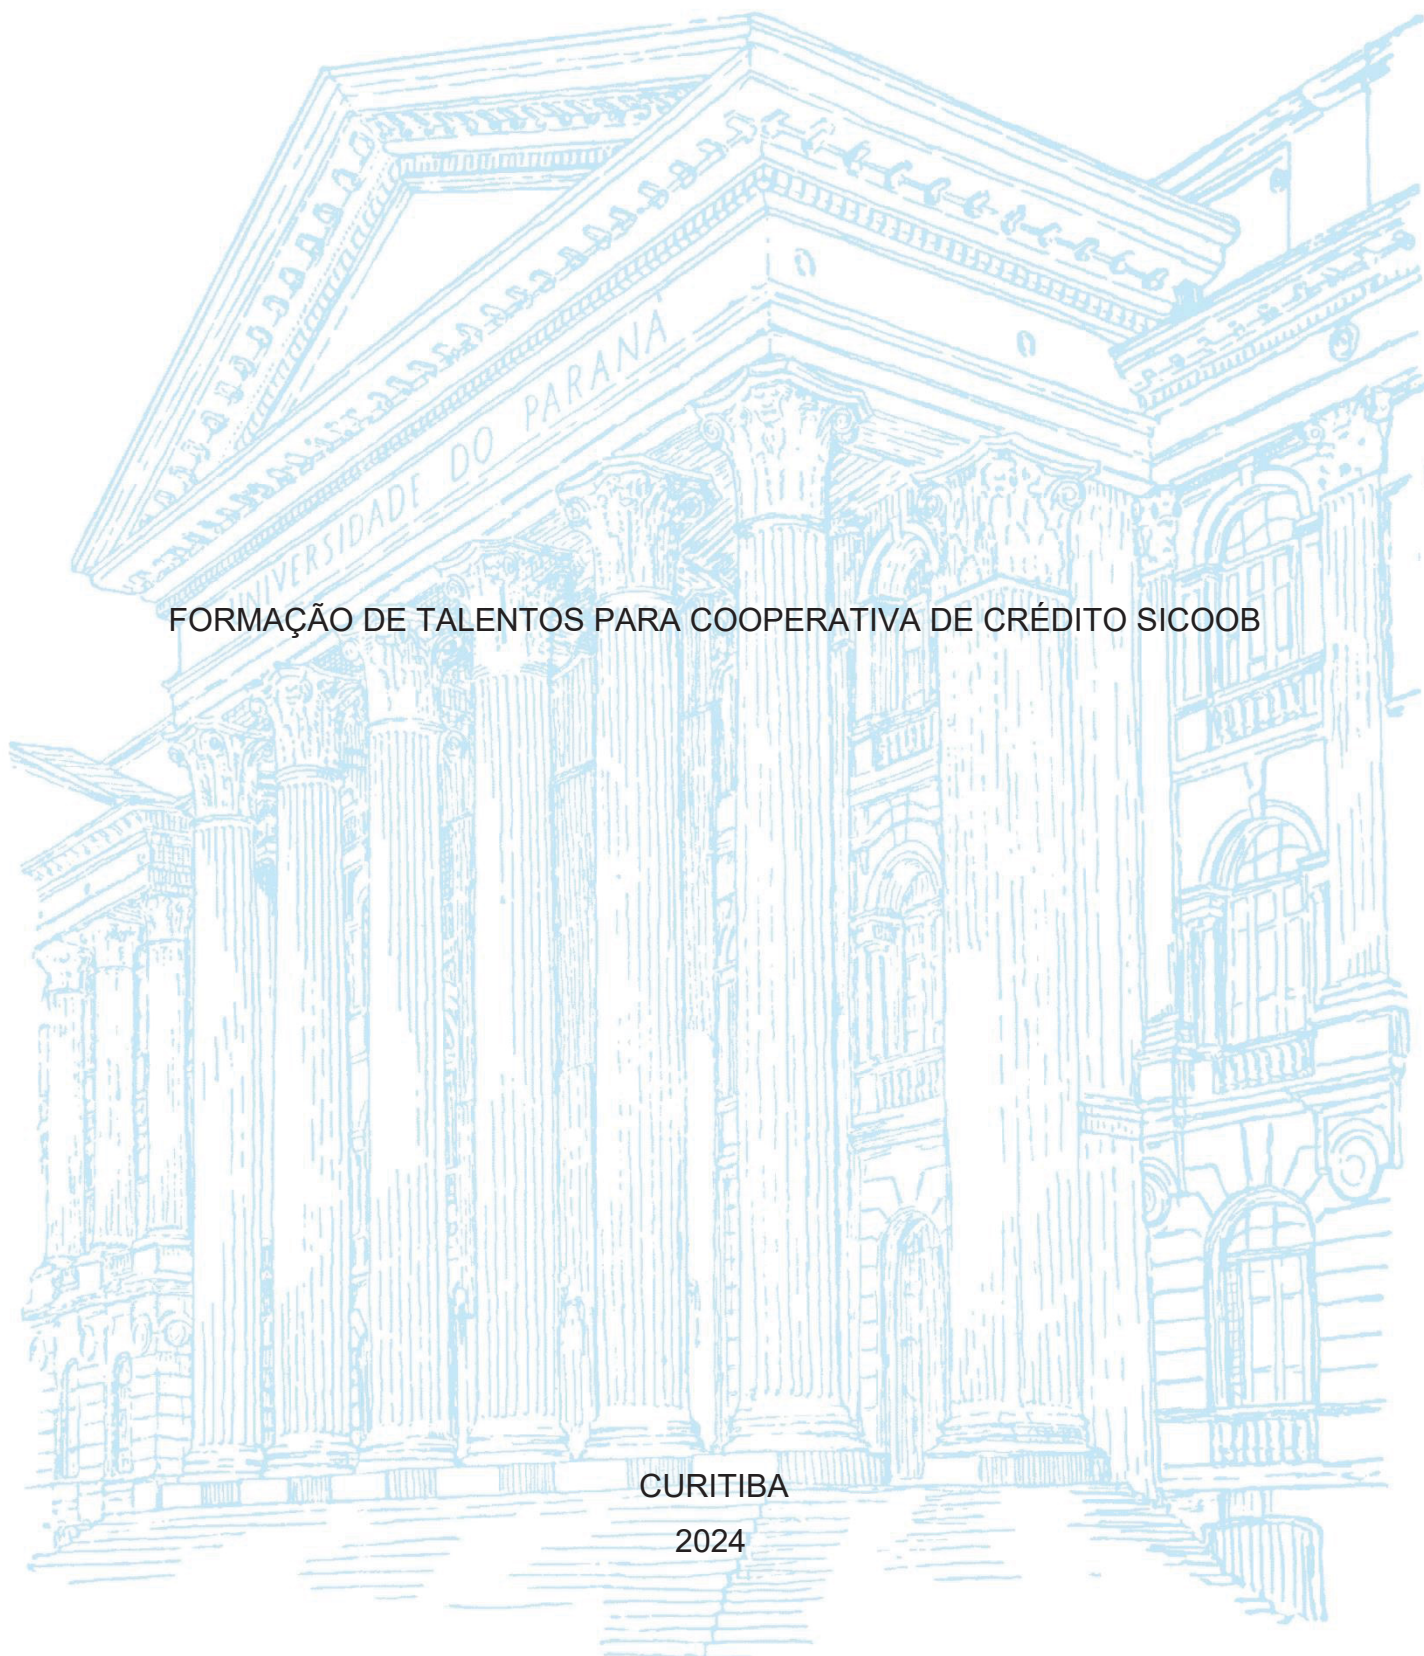 UNIVERSIDADE DO PARANÁ
FORMAÇÃO DE TALENTOS PARA COOPERATIVA DE CRÉDITO SICOOB
CURITIBA
2024